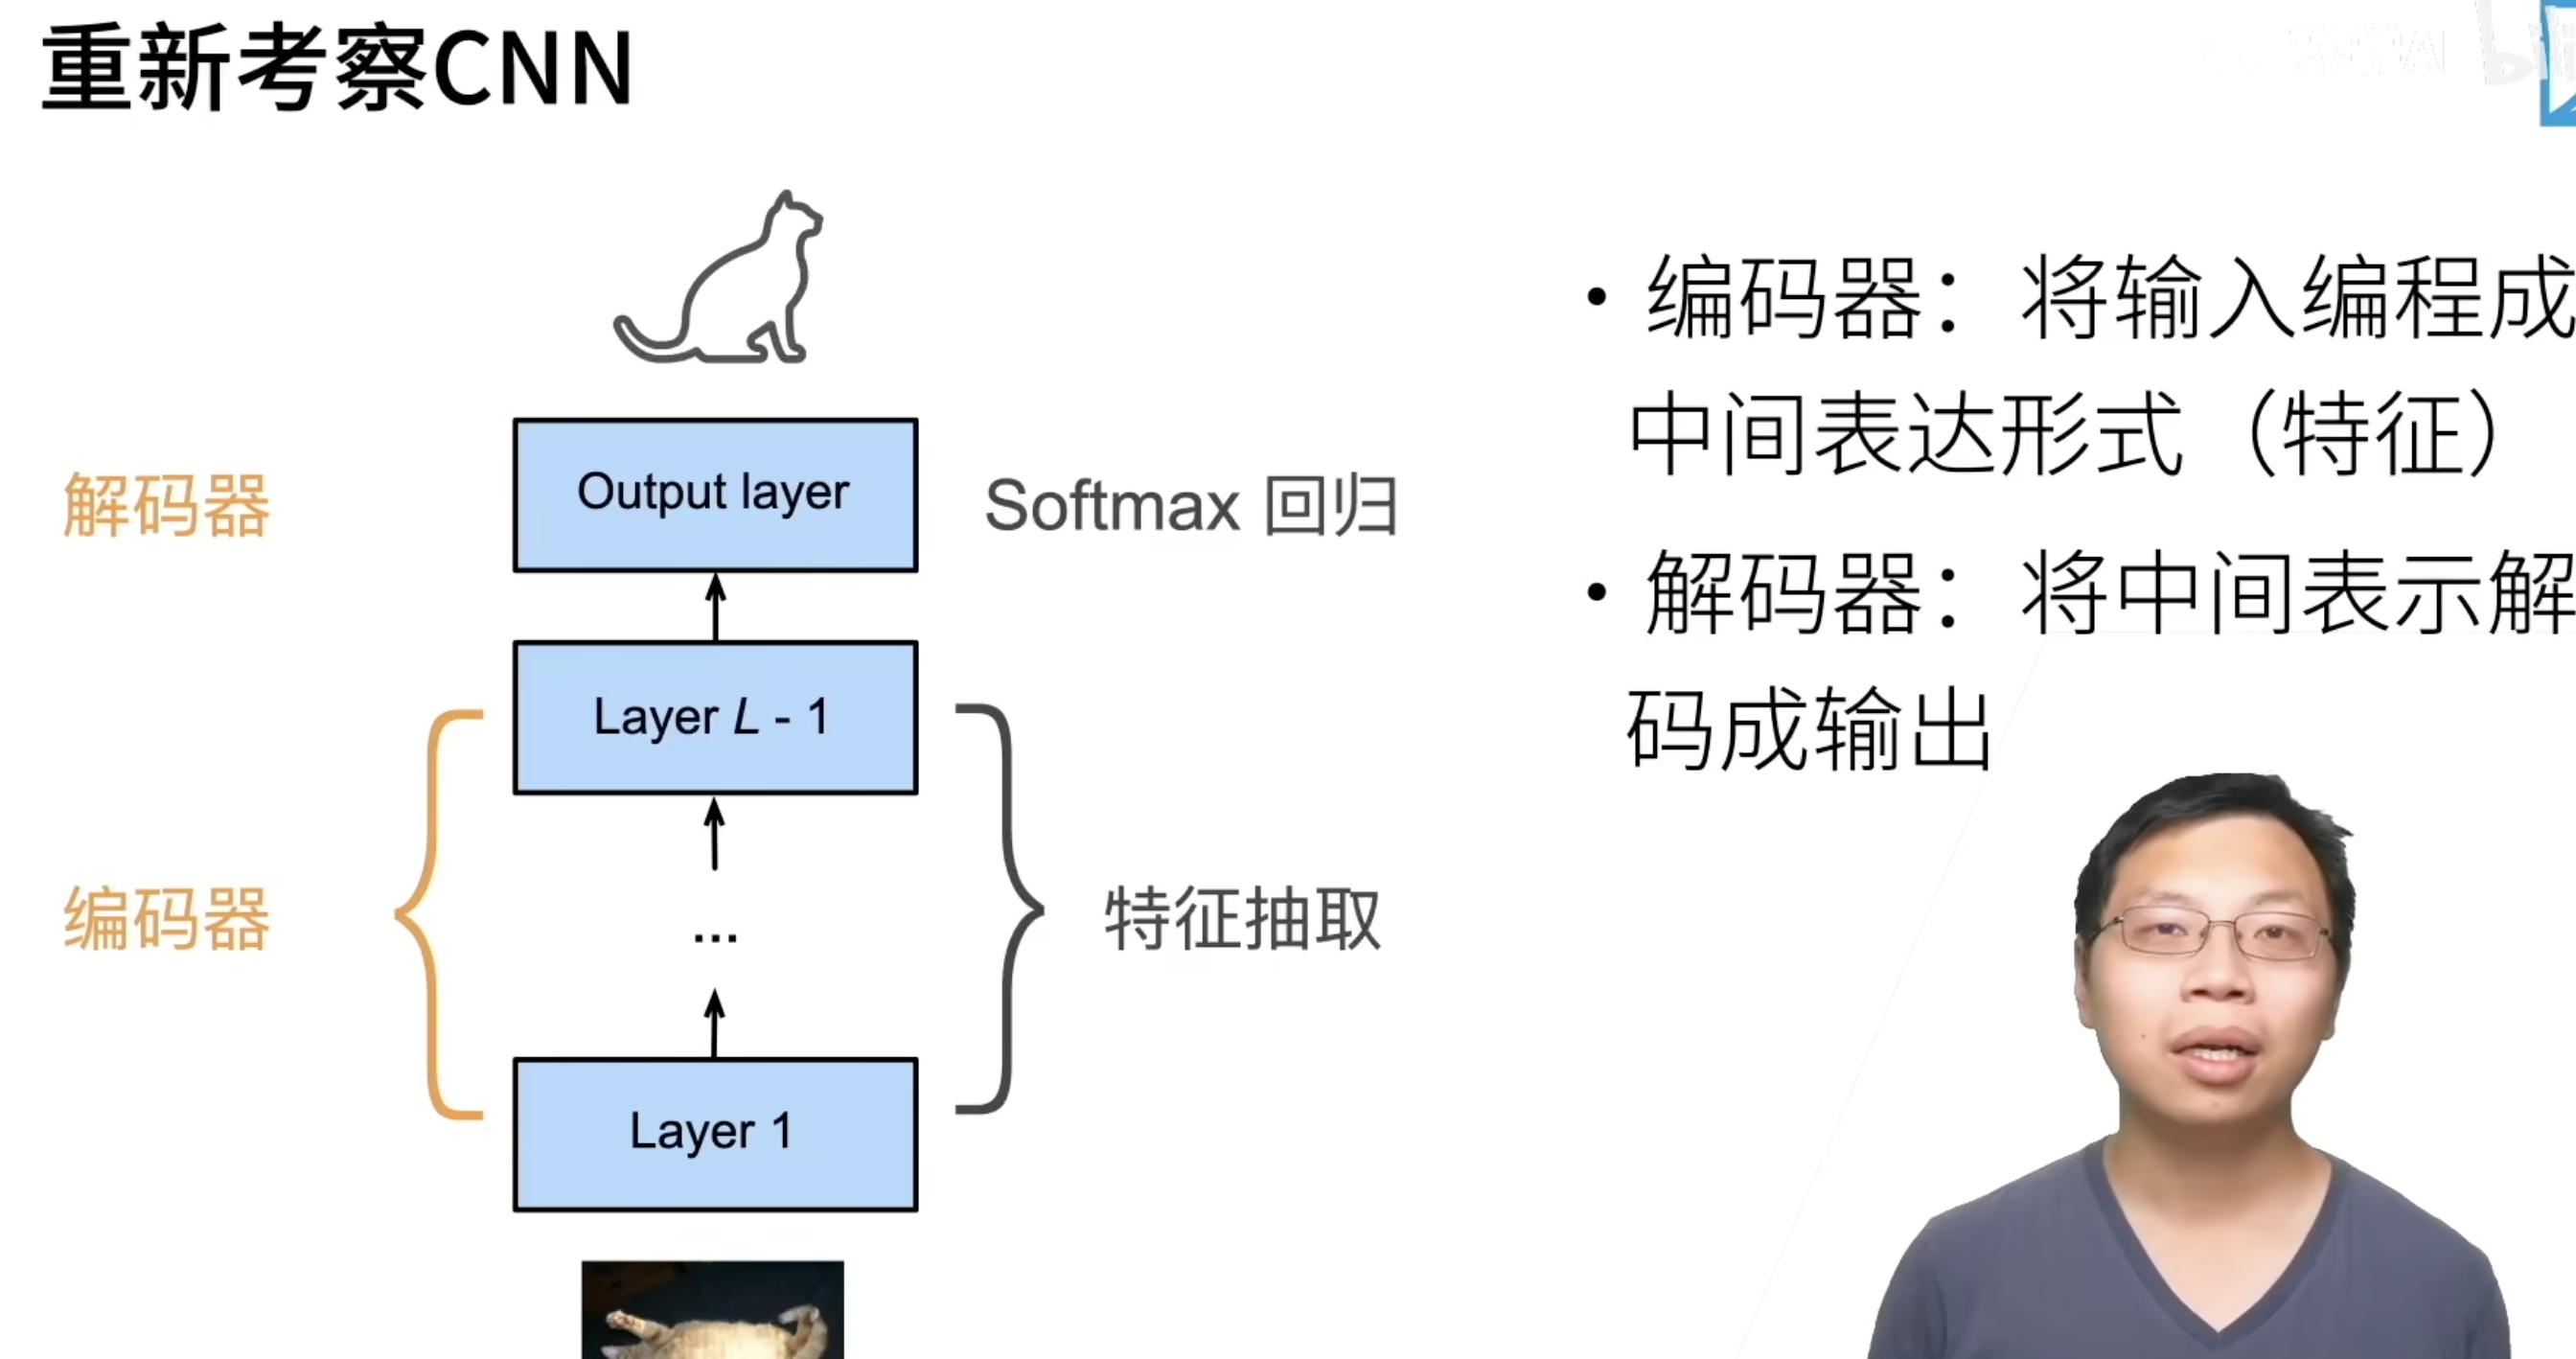 重新考察CNN
解码器
Output layer
Softmax 回归
Layer L - 1
编码器
...
特征抽取
Layer 1
• 编码器：将输入编程成
中间表达形式（特征）
• 解码器：将中间表示解
码成输出